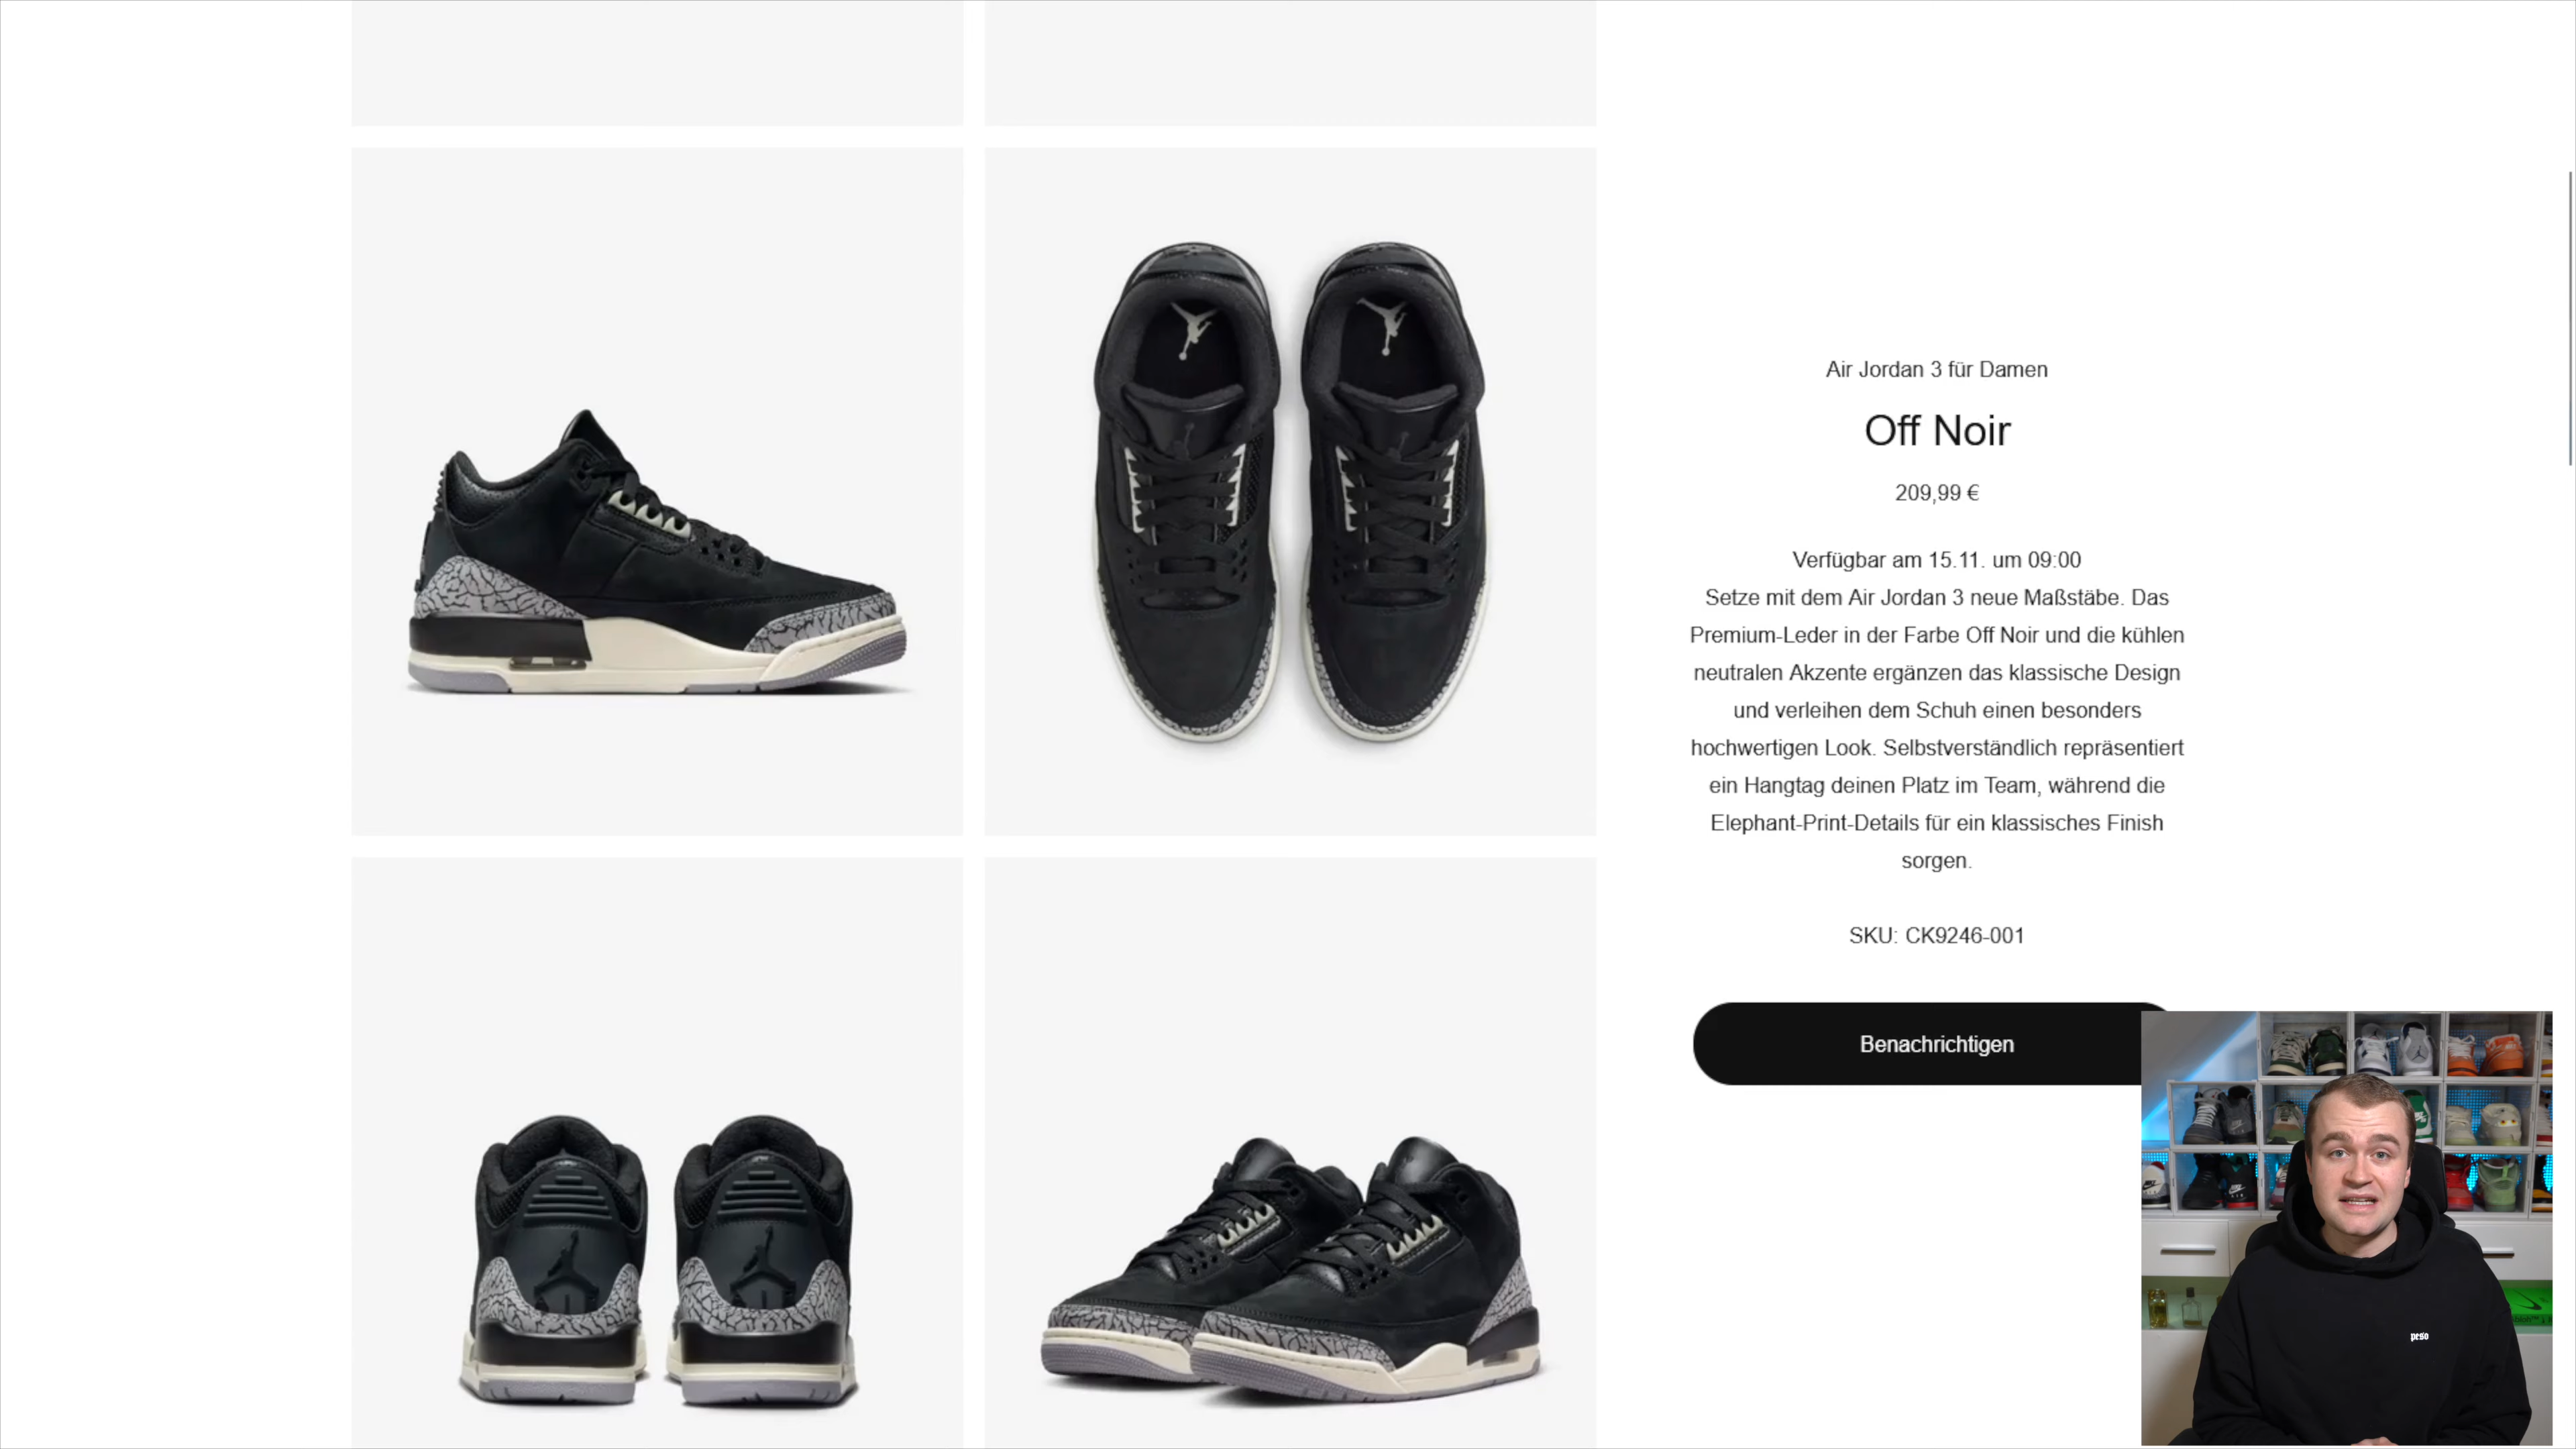 Air Jordan 3 für Damen
Off Noir
209,99 €
Verfügbar am 15.11. um 09:00
Setze mit dem Air Jordan 3 neue Maßstäbe. Das
Premium-Leder in der Farbe Off Noir und die kühlen
neutralen Akzente ergänzen das klassische Design
und verleihen dem Schuh einen besonders
hochwertigen Look. Selbstverständlich repräsentiert
ein Hangtag deinen Platz im Team, während die
Elephant-Print-Details für ein klassisches Finish
sorgen.
SKU: CK9246-001
Benachrichtigen
peso